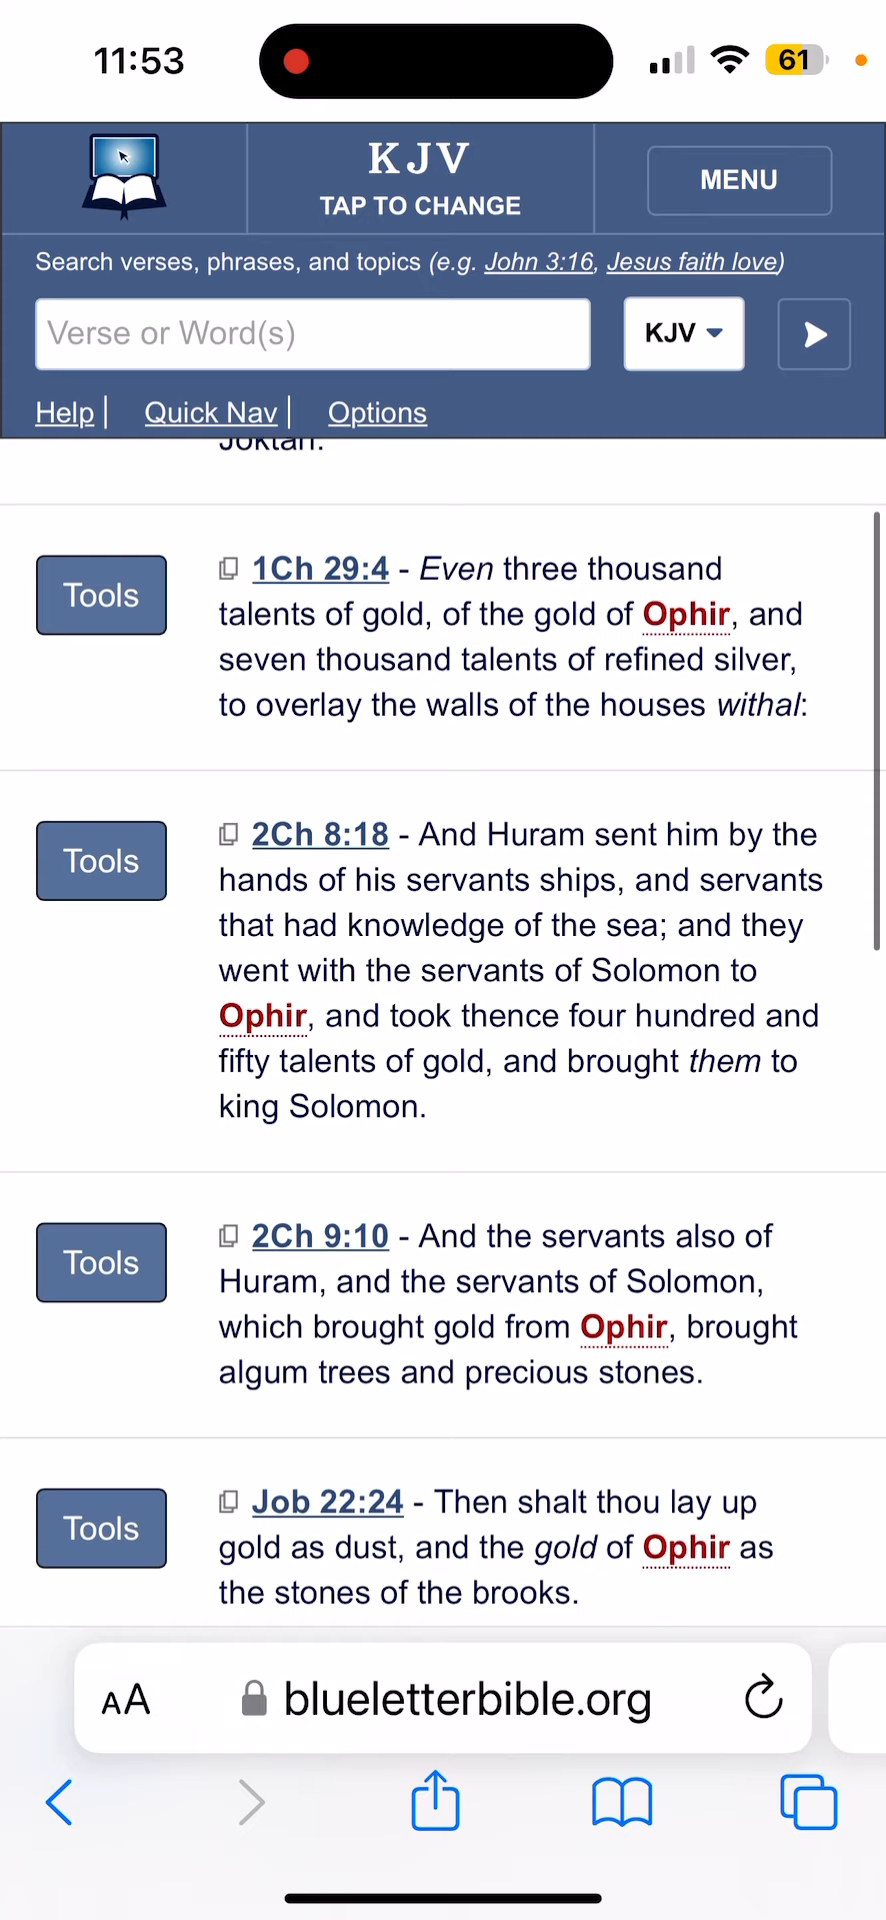 11:53
61
KJV
TAP TO CHANGE
MENU
Search verses, phrases, and topics (e.g. John 3:16, Jesus faith love)
Verse or Word(s)
KJV
Help | Quick Nav | Options
Joktan.
Tools
1Ch 29:4 - Even three thousand
talents of gold, of the gold of Ophir, and
seven thousand talents of refined silver,
to overlay the walls of the houses withal:
Tools
2Ch 8:18 - And Huram sent him by the
hands of his servants ships, and servants
that had knowledge of the sea; and they
went with the servants of Solomon to
Ophir, and took thence four hundred and
fifty talents of gold, and brought them to
king Solomon.
Tools
2Ch 9:10 - And the servants also of
Huram, and the servants of Solomon,
which brought gold from Ophir, brought
algum trees and precious stones.
Tools
Job 22:24 - Then shalt thou lay up
gold as dust, and the gold of Ophir as
the stones of the brooks.
AA
blueletterbible.org